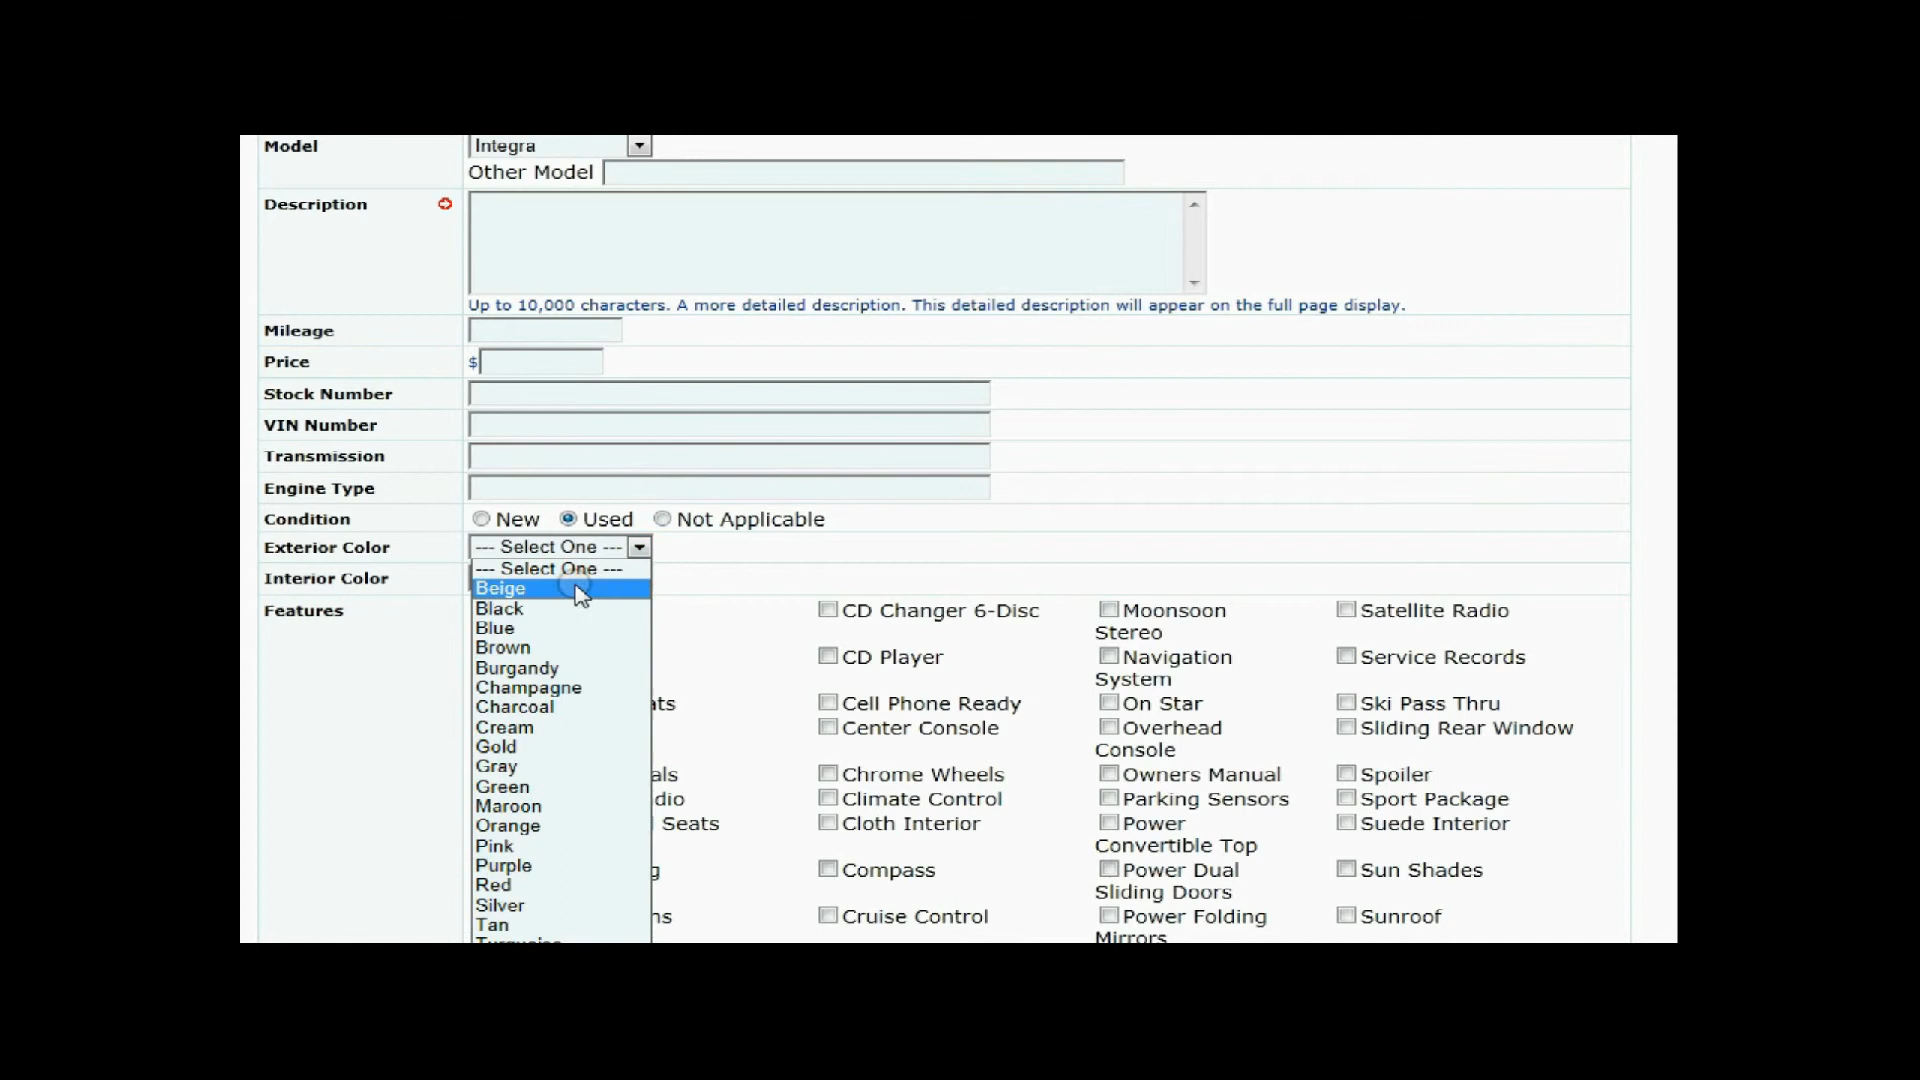 Model Integra
Other Model
Description
Up to 10,000 characters. A more detailed description. This detailed description will appear on the full page display.
Mileage
Price $
Stock Number
VIN Number
Transmission
Engine Type
Condition New Used Not Applicable
Exterior Color --- Select One ---
--- Select One ---
Interior Color
Beige
Features
Black
Blue
Brown
Burgandy
Champagne
Charcoal
Cream
Gold
Gray
Green
Maroon
Orange
Pink
Purple
Red
Silver
Tan
Turquoise
ats
als
dio
Seats
g
ns
CD Changer 6-Disc
CD Player
Cell Phone Ready
Center Console
Chrome Wheels
Climate Control
Cloth Interior
Compass
Cruise Control
Moonsoon
Stereo
Navigation
System
On Star
Overhead
Console
Owners Manual
Parking Sensors
Power
Convertible Top
Power Dual
Sliding Doors
Power Folding
Mirrors
Satellite Radio
Service Records
Ski Pass Thru
Sliding Rear Window
Spoiler
Sport Package
Suede Interior
Sun Shades
Sunroof